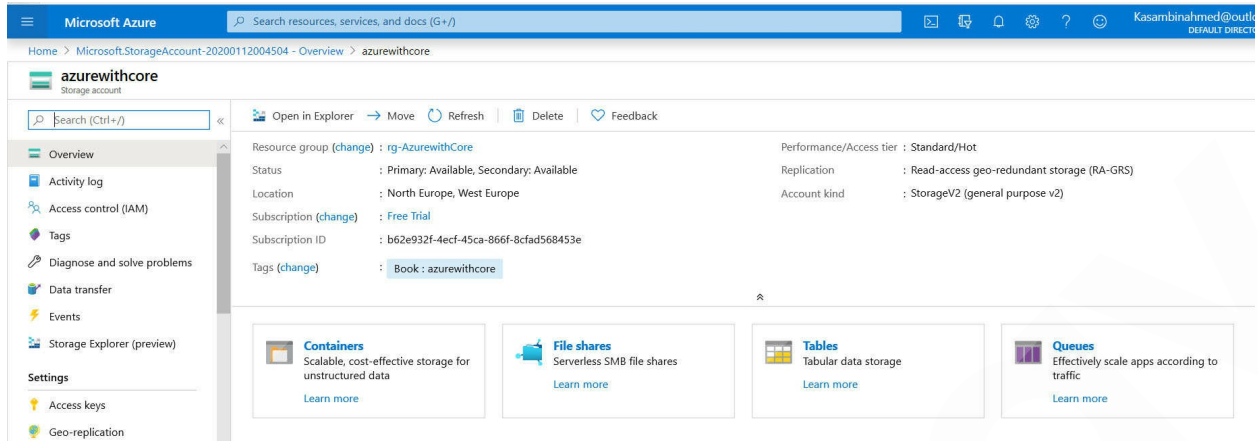 Microsoft Azure
Search resources, services, and docs (G+/)
Kasambinahmed@outlo
DEFAULT DIRECTO
Home > Microsoft.StorageAccount-20200112004504 - Overview > azurewithcore
azurewithcore
Storage account
Search (Ctrl+/)
Overview
Activity log
Access control (IAM)
Tags
Diagnose and solve problems
Data transfer
Events
Storage Explorer (preview)
Settings
Access keys
Geo-replication
Open in Explorer Move Refresh Delete Feedback
Resource group (change) : rg-AzurewithCore
Status : Primary: Available, Secondary: Available
Location : North Europe, West Europe
Subscription (change) : Free Trial
Subscription ID : b62e932f-4ecf-45ca-866f-8cfad568453e
Tags (change) : Book : azurewithcore
Performance/Access tier : Standard/Hot
Replication : Read-access geo-redundant storage (RA-GRS)
Account kind : StorageV2 (general purpose v2)
Containers
Scalable, cost-effective storage for
unstructured data
Learn more
File shares
Serverless SMB file shares
Learn more
Tables
Tabular data storage
Learn more
Queues
Effectively scale apps according to
traffic
Learn more